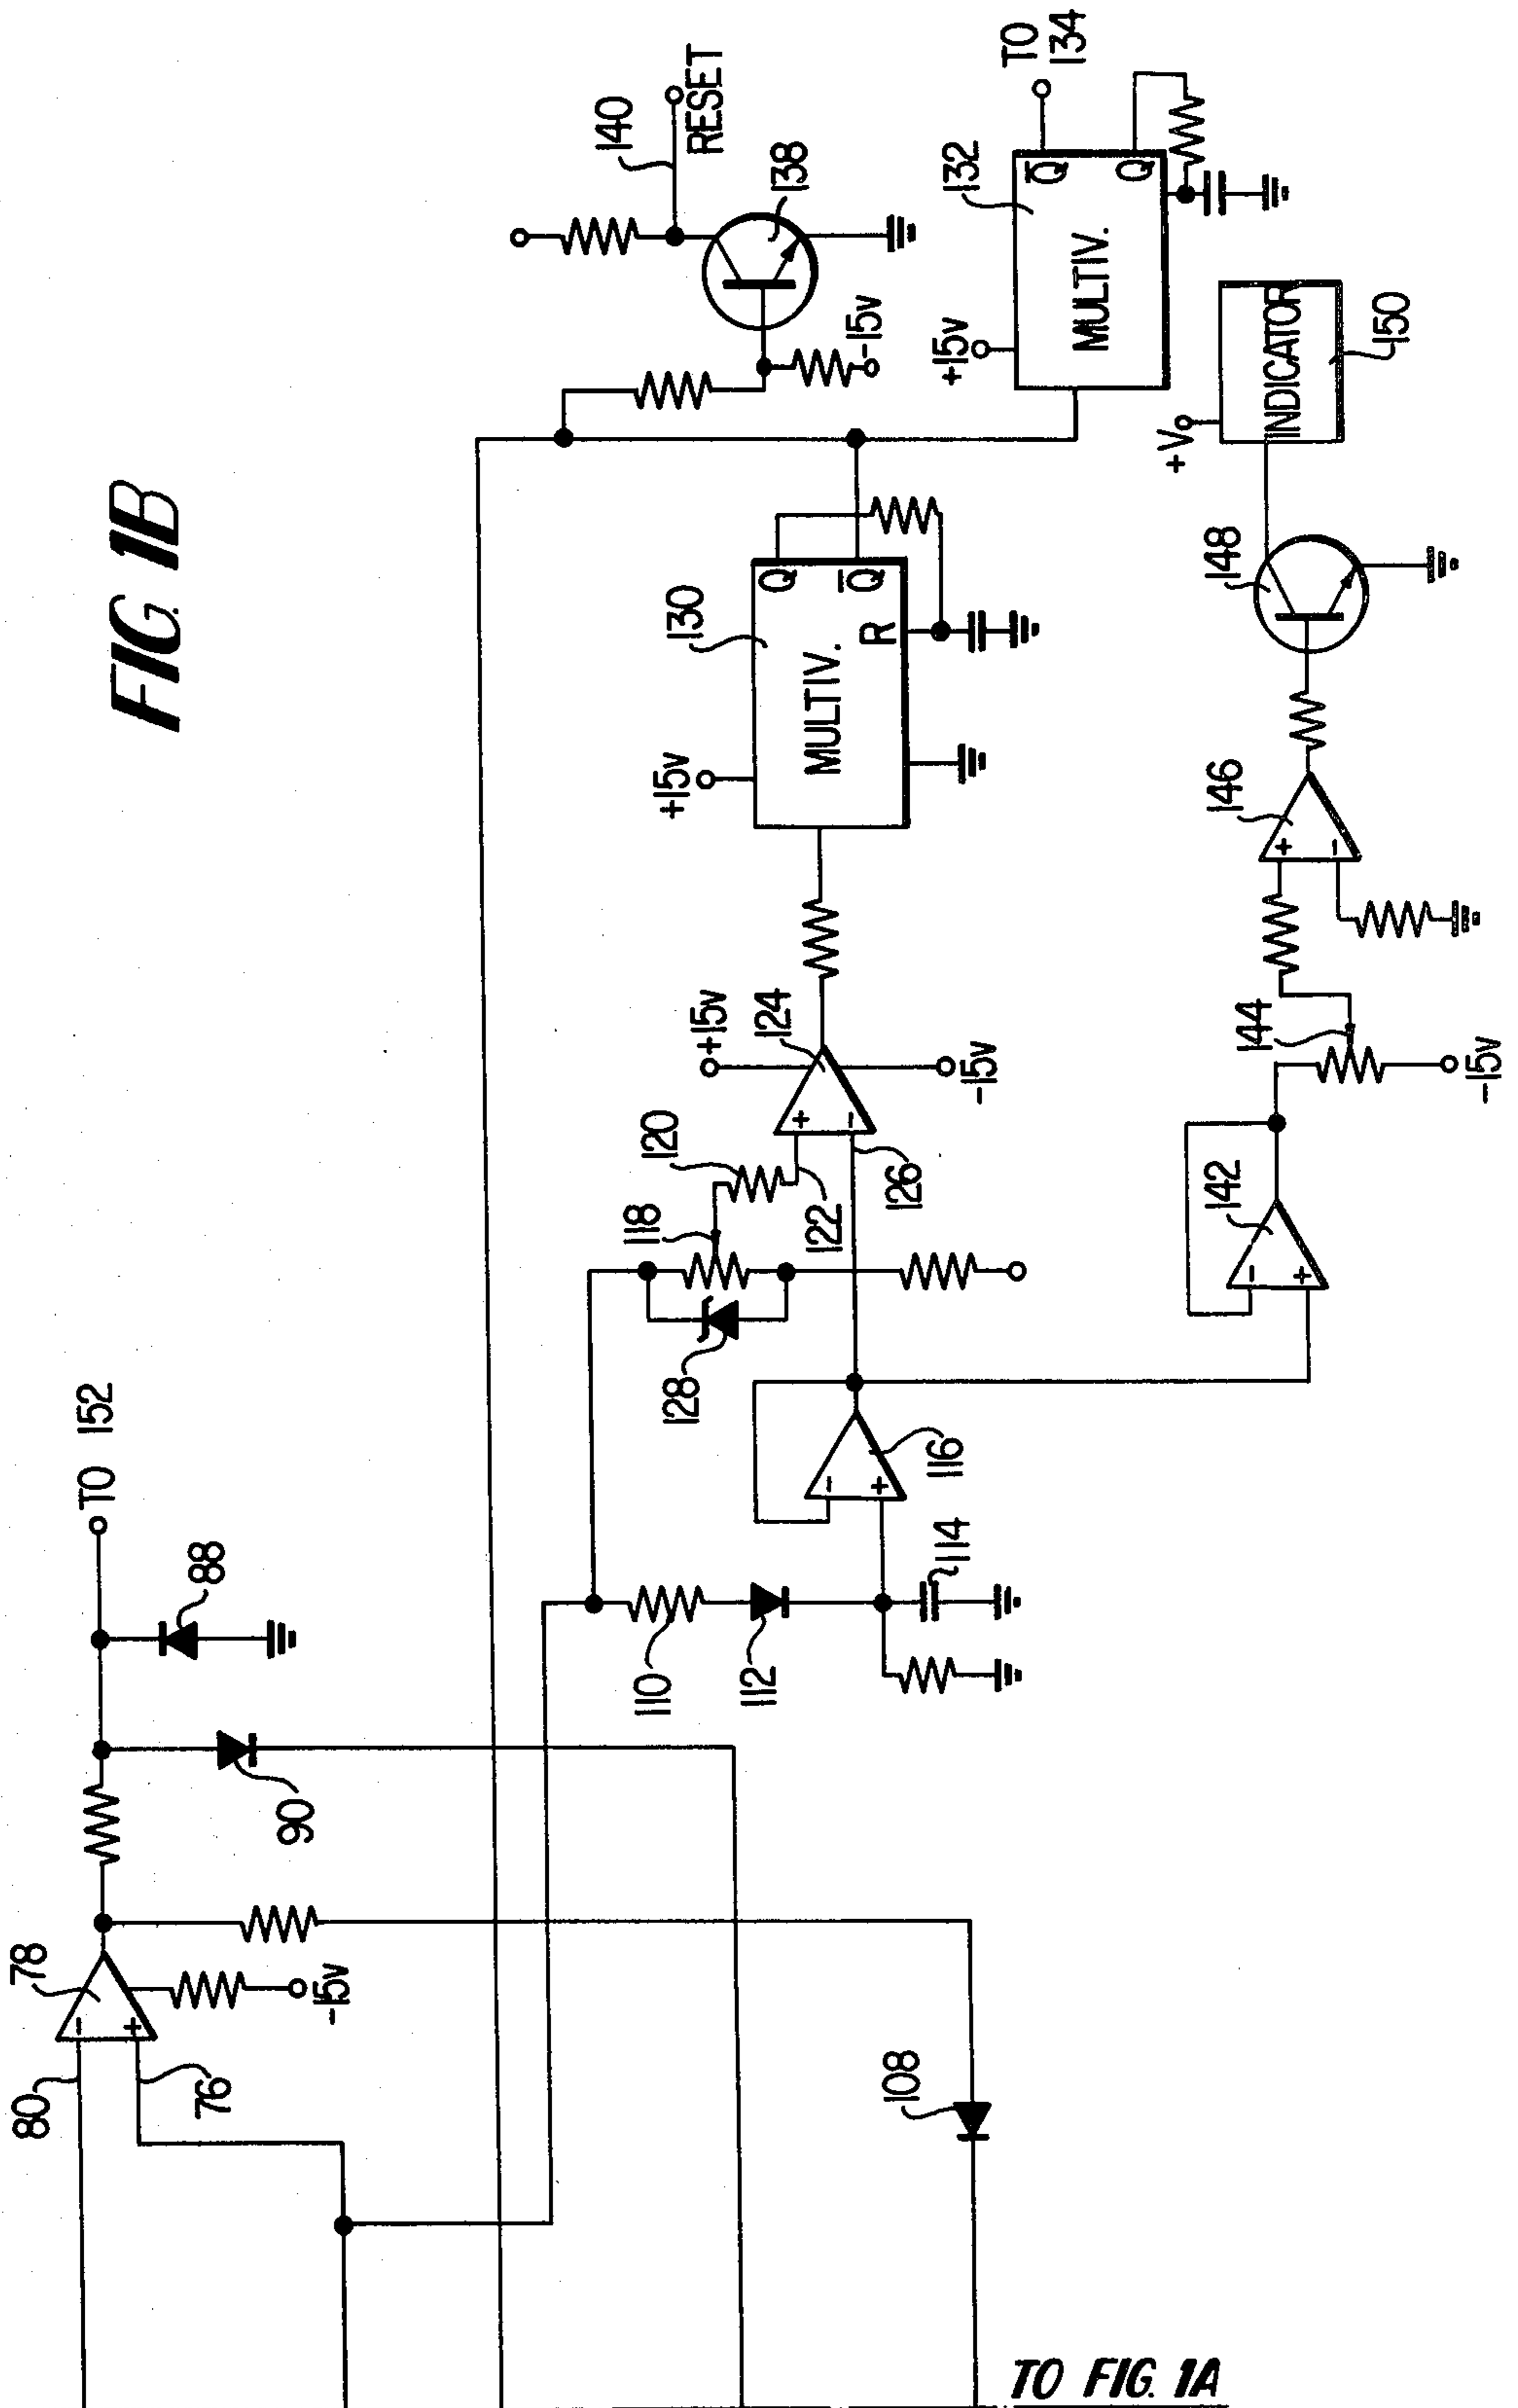 FIG. 1B
80
78
-
+
76
-15v
90
88
TO 152
108
110
112
114
116
-
+
128
118
120
122
126
124
+
-
+15v
-15v
130
+15v
MULTIV.
Q
Q̅
R
138
140
RESET
-15v
132
+15v
MULTIV.
Q̅
Q
TO
134
142
-
+
144
-15v
146
+
-
148
+V
INDICATOR
150
TO FIG. 1A